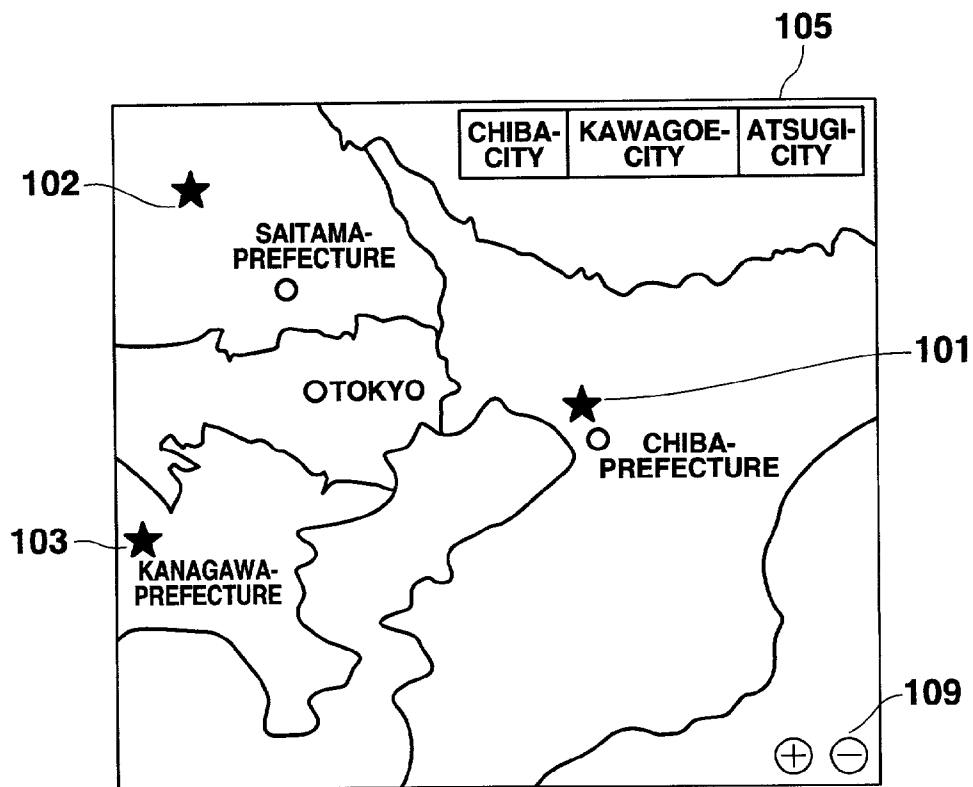 105
CHIBA-
CITY
KAWAGOE-
CITY
ATSUGI-
CITY
102
SAITAMA-
PREFECTURE
101
TOKYO
CHIBA-
PREFECTURE
103
KANAGAWA-
PREFECTURE
109
+ −